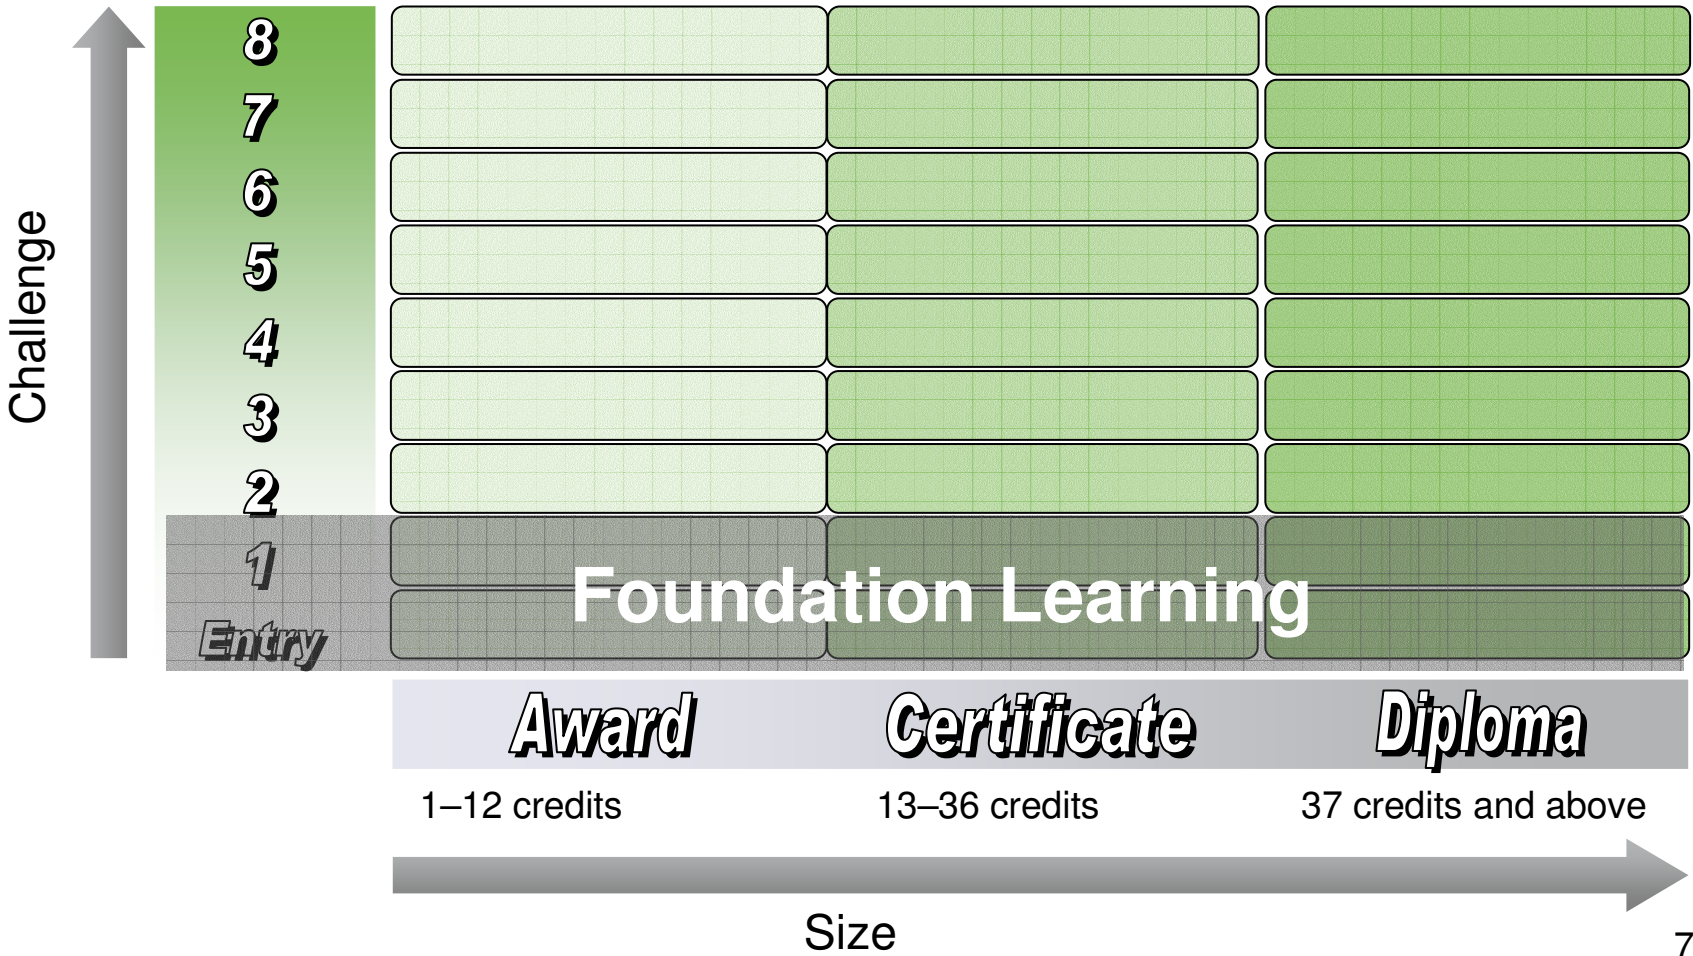 Challenge
8
7
6
5
4
3
2
1
Entry
Foundation Learning
Award Certificate Diploma
1–12 credits 13–36 credits 37 credits and above
Size
7